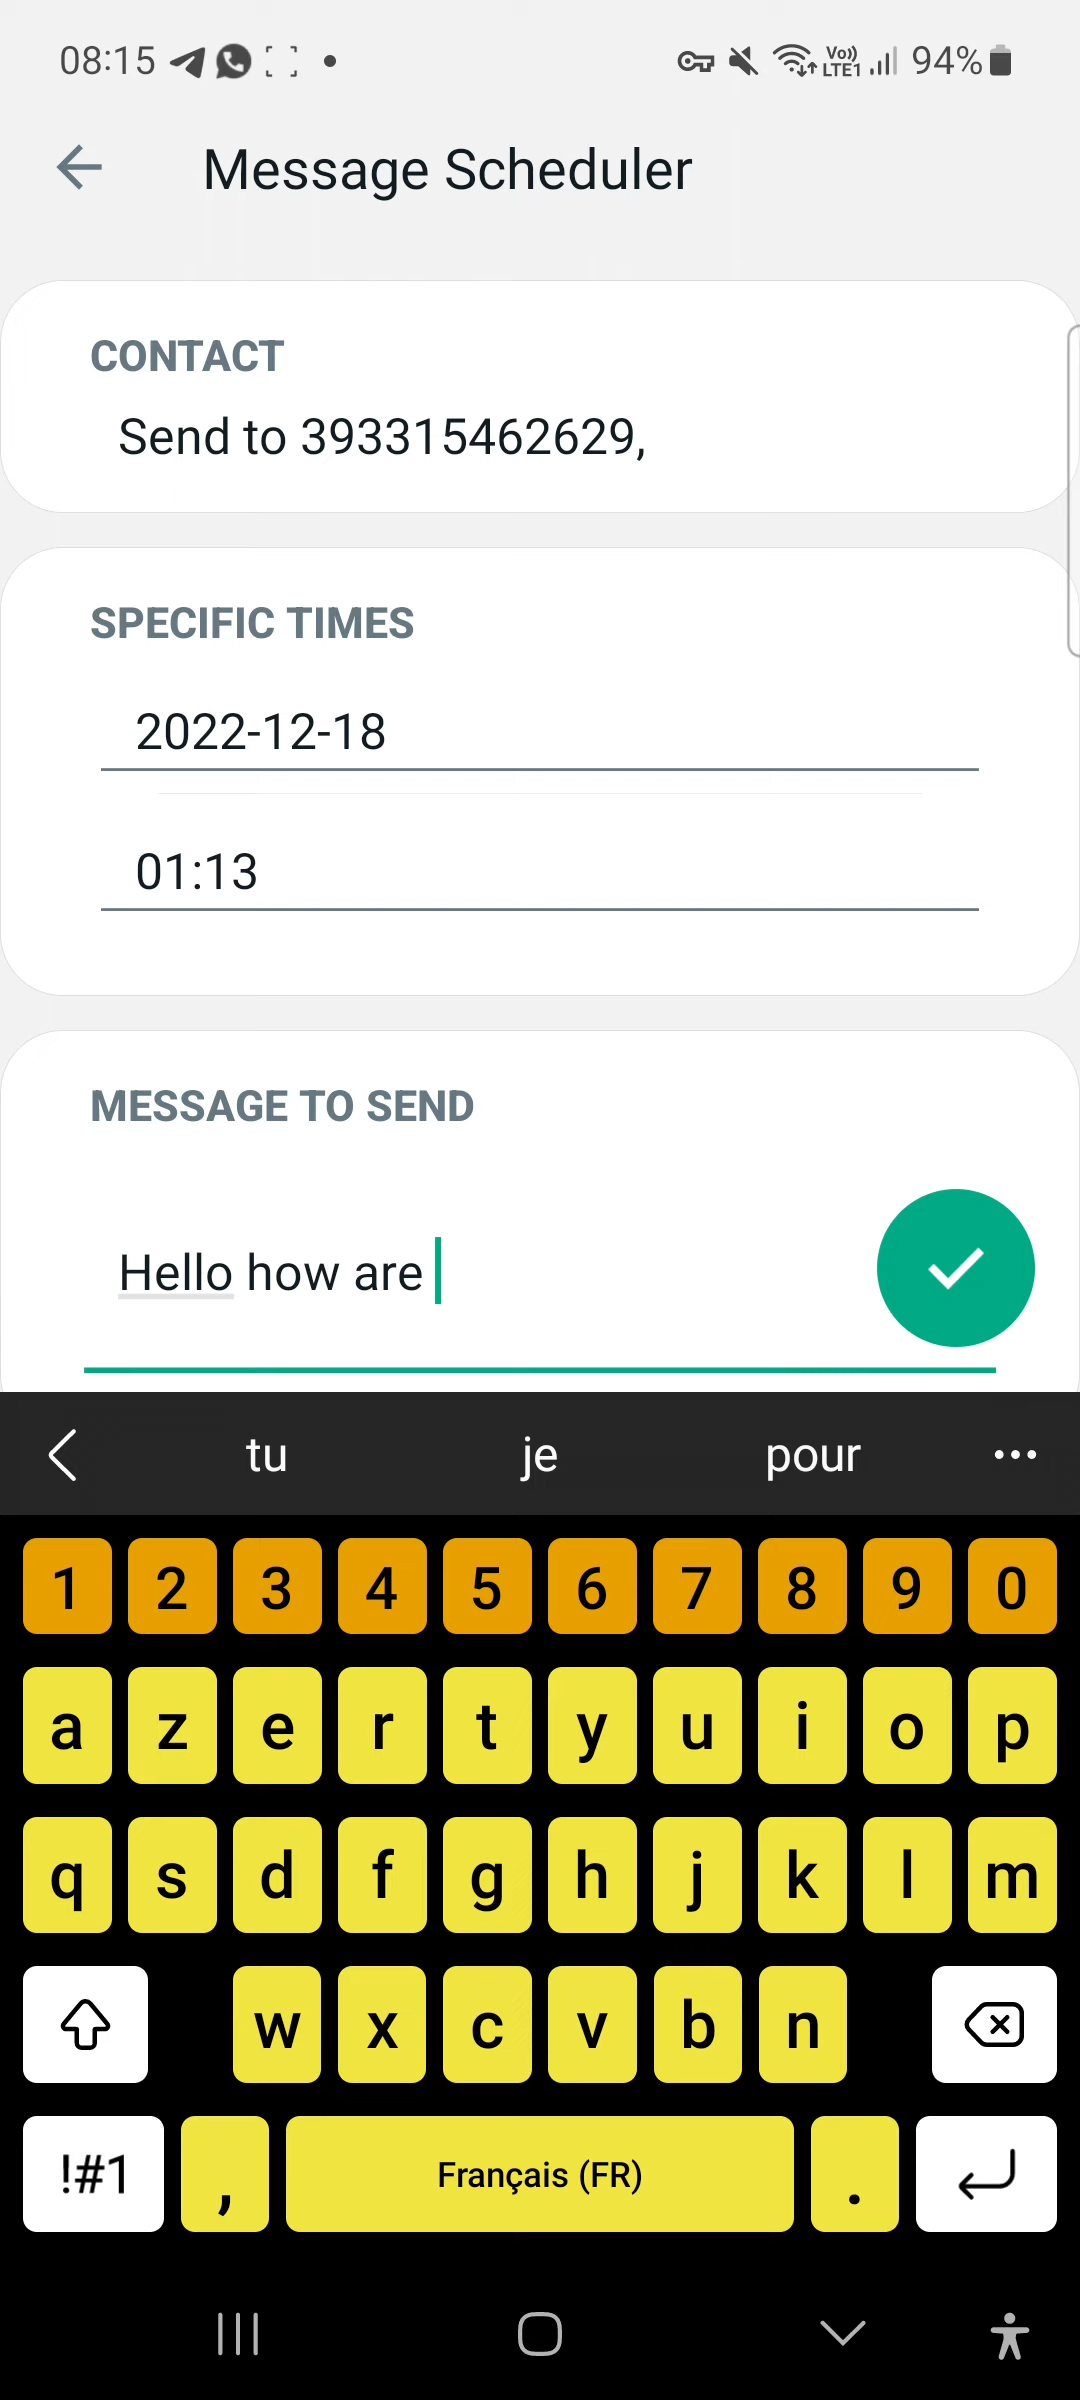 08:15 Vo)) LTE1 94%
Message Scheduler
CONTACT
Send to 393315462629,
SPECIFIC TIMES
2022-12-18
01:13
MESSAGE TO SEND
Hello how are
tu je pour ...
1 2 3 4 5 6 7 8 9 0
a z e r t y u i o p
q s d f g h j k l m
w x c v b n
!#1 , Français (FR) .